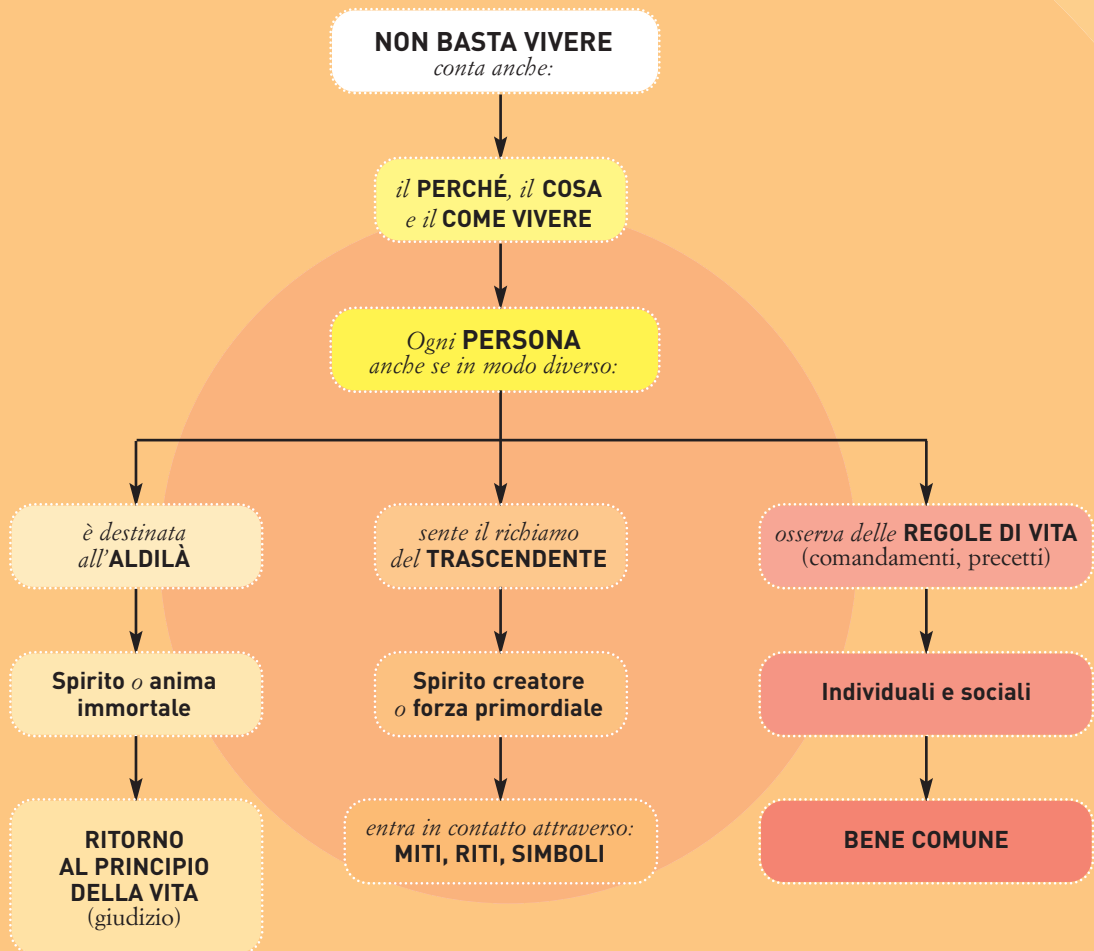 NON BASTA VIVERE
conta anche:
il PERCHÉ, il COSA
e il COME VIVERE
Ogni PERSONA
anche se in modo diverso:
è destinata
all'ALDILÀ
sente il richiamo
del TRASCENDENTE
osserva delle REGOLE DI VITA
(comandamenti, precetti)
Spirito o anima
immortale
Spirito creatore
o forza primordiale
Individuali e sociali
RITORNO
AL PRINCIPIO
DELLA VITA
(giudizio)
entra in contatto attraverso:
MITI, RITI, SIMBOLI
BENE COMUNE